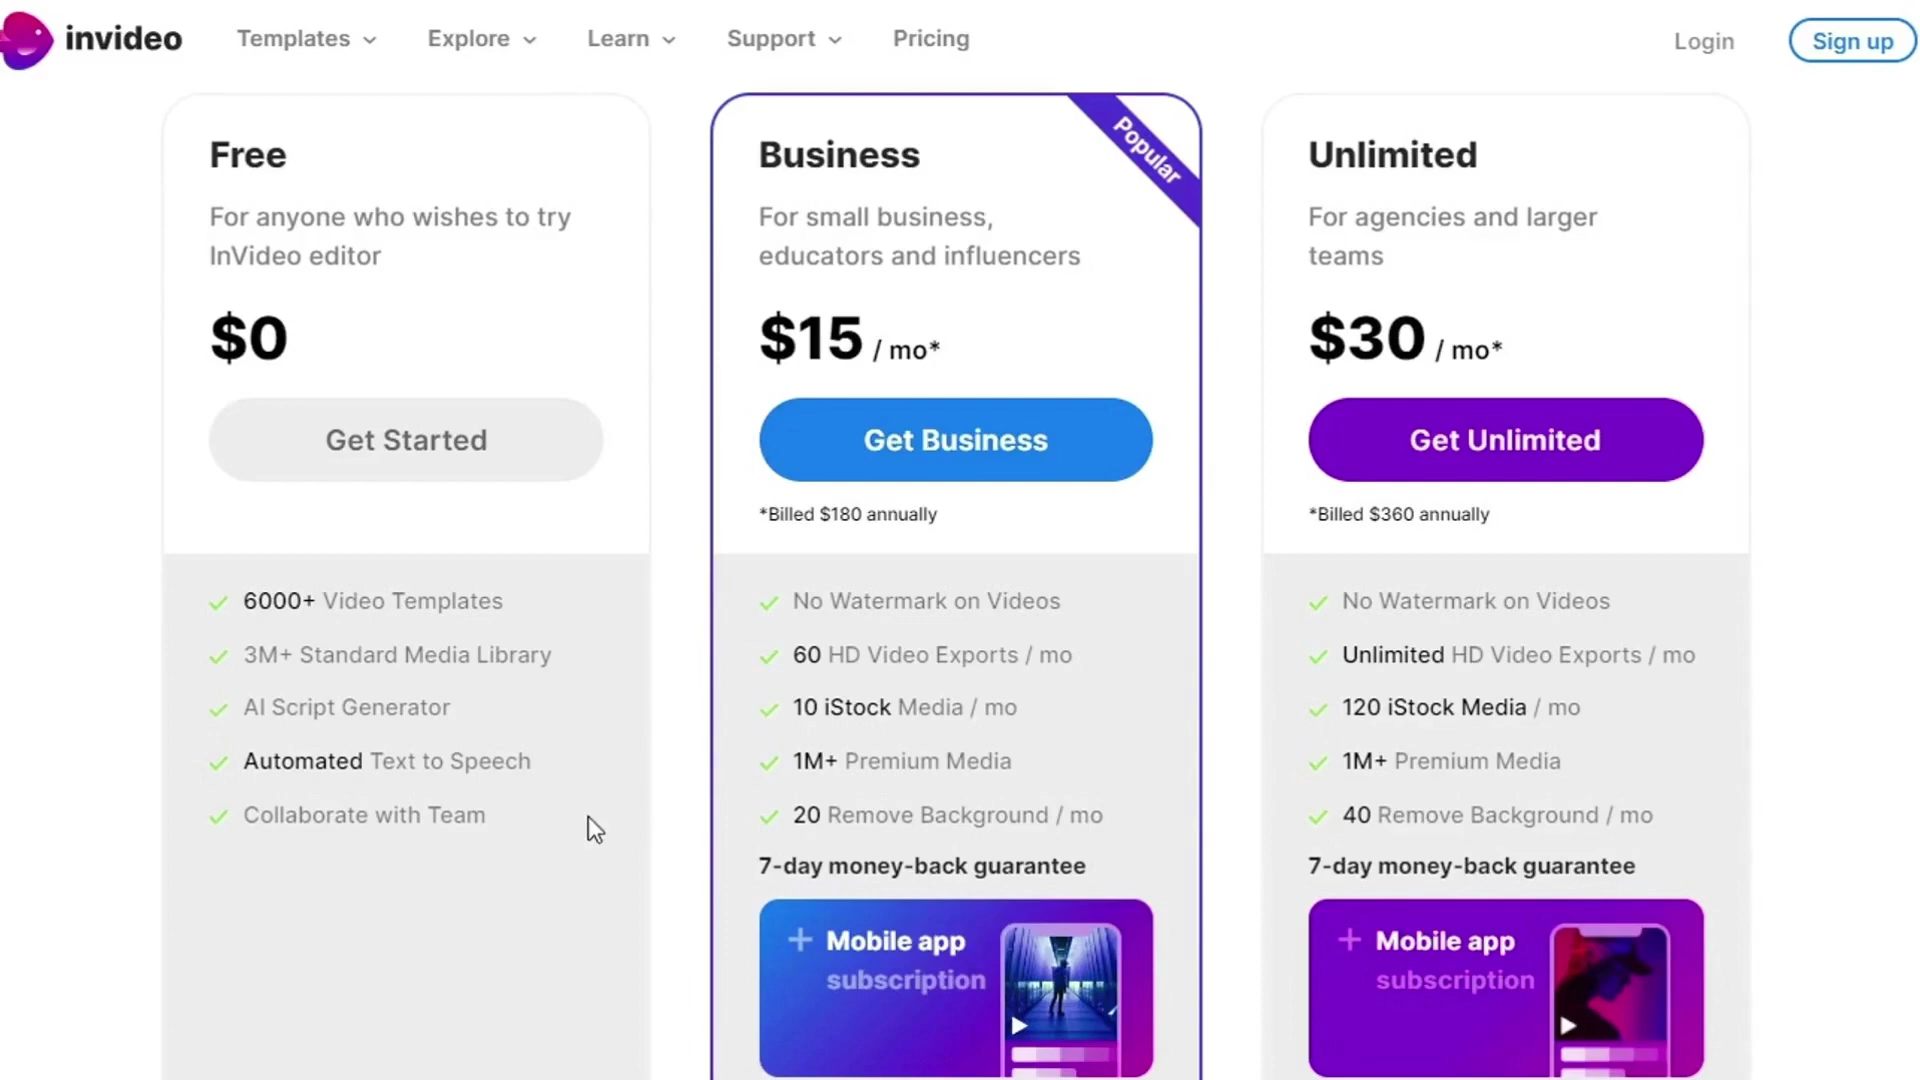 invideo
Templates
Explore
Learn
Support
Pricing
Login
Sign up
Free
For anyone who wishes to try
InVideo editor
$0
Get Started
6000+ Video Templates
3M+ Standard Media Library
AI Script Generator
Automated Text to Speech
Collaborate with Team
Popular
Business
For small business,
educators and influencers
$15 / mo*
Get Business
*Billed $180 annually
No Watermark on Videos
60 HD Video Exports / mo
10 iStock Media / mo
1M+ Premium Media
20 Remove Background / mo
7-day money-back guarantee
+ Mobile app
subscription
Unlimited
For agencies and larger
teams
$30 / mo*
Get Unlimited
*Billed $360 annually
No Watermark on Videos
Unlimited HD Video Exports / mo
120 iStock Media / mo
1M+ Premium Media
40 Remove Background / mo
7-day money-back guarantee
+ Mobile app
subscription